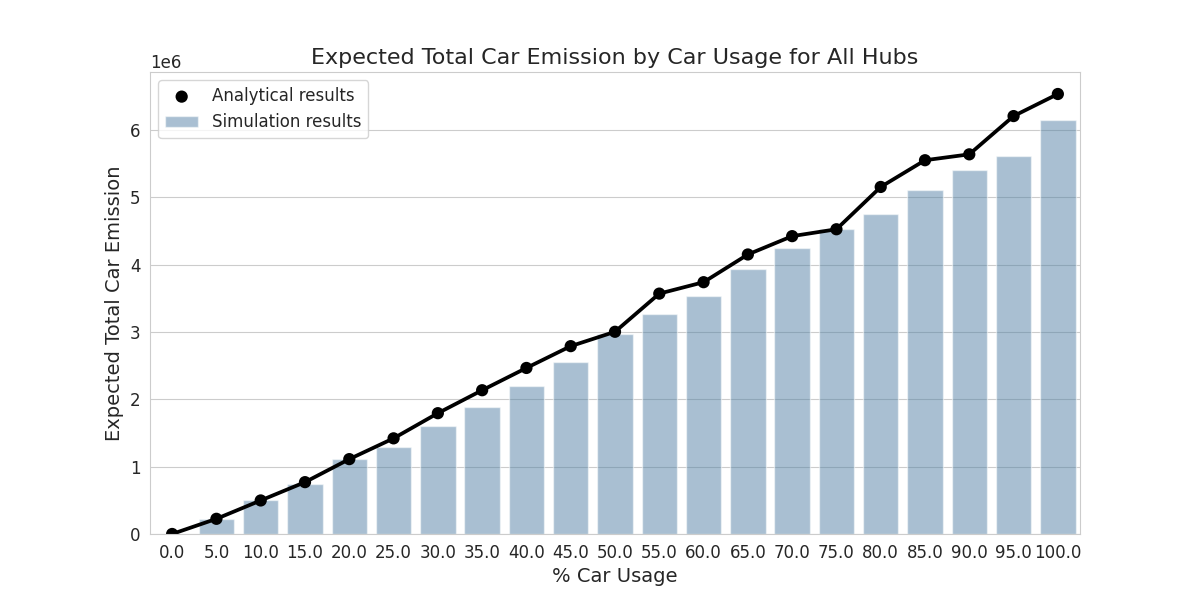 Expected Total Car Emission by Car Usage for All Hubs
1e6
Analytical results
Simulation results
Expected Total Car Emission
6
5
4
3
2
1
0
0.0 5.0 10.0 15.0 20.0 25.0 30.0 35.0 40.0 45.0 50.0 55.0 60.0 65.0 70.0 75.0 80.0 85.0 90.0 95.0 100.0
% Car Usage